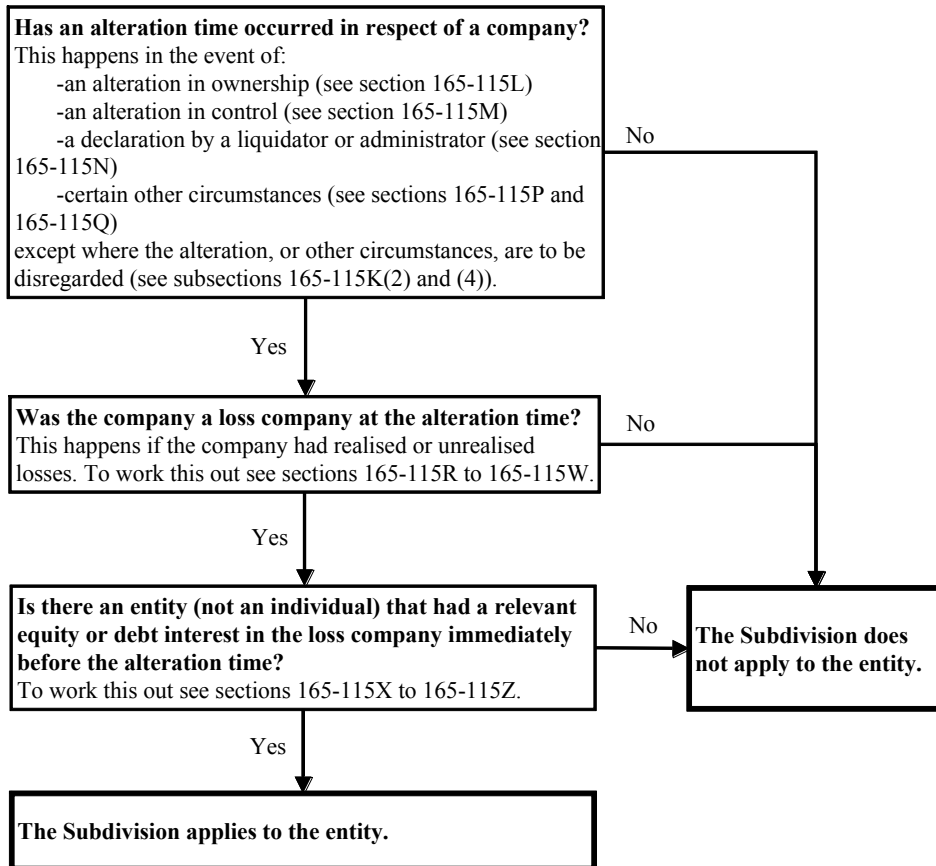 Has an alteration time occurred in respect of a company?
This happens in the event of:
-an alteration in ownership (see section 165-115L)
-an alteration in control (see section 165-115M)
-a declaration by a liquidator or administrator (see section
165-115N)
-certain other circumstances (see sections 165-115P and
165-115Q)
except where the alteration, or other circumstances, are to be
disregarded (see subsections 165-115K(2) and (4)).
No
Yes
Was the company a loss company at the alteration time?
This happens if the company had realised or unrealised
losses. To work this out see sections 165-115R to 165-115W.
No
Yes
Is there an entity (not an individual) that had a relevant
equity or debt interest in the loss company immediately
before the alteration time?
To work this out see sections 165-115X to 165-115Z.
No
The Subdivision does
not apply to the entity.
Yes
The Subdivision applies to the entity.